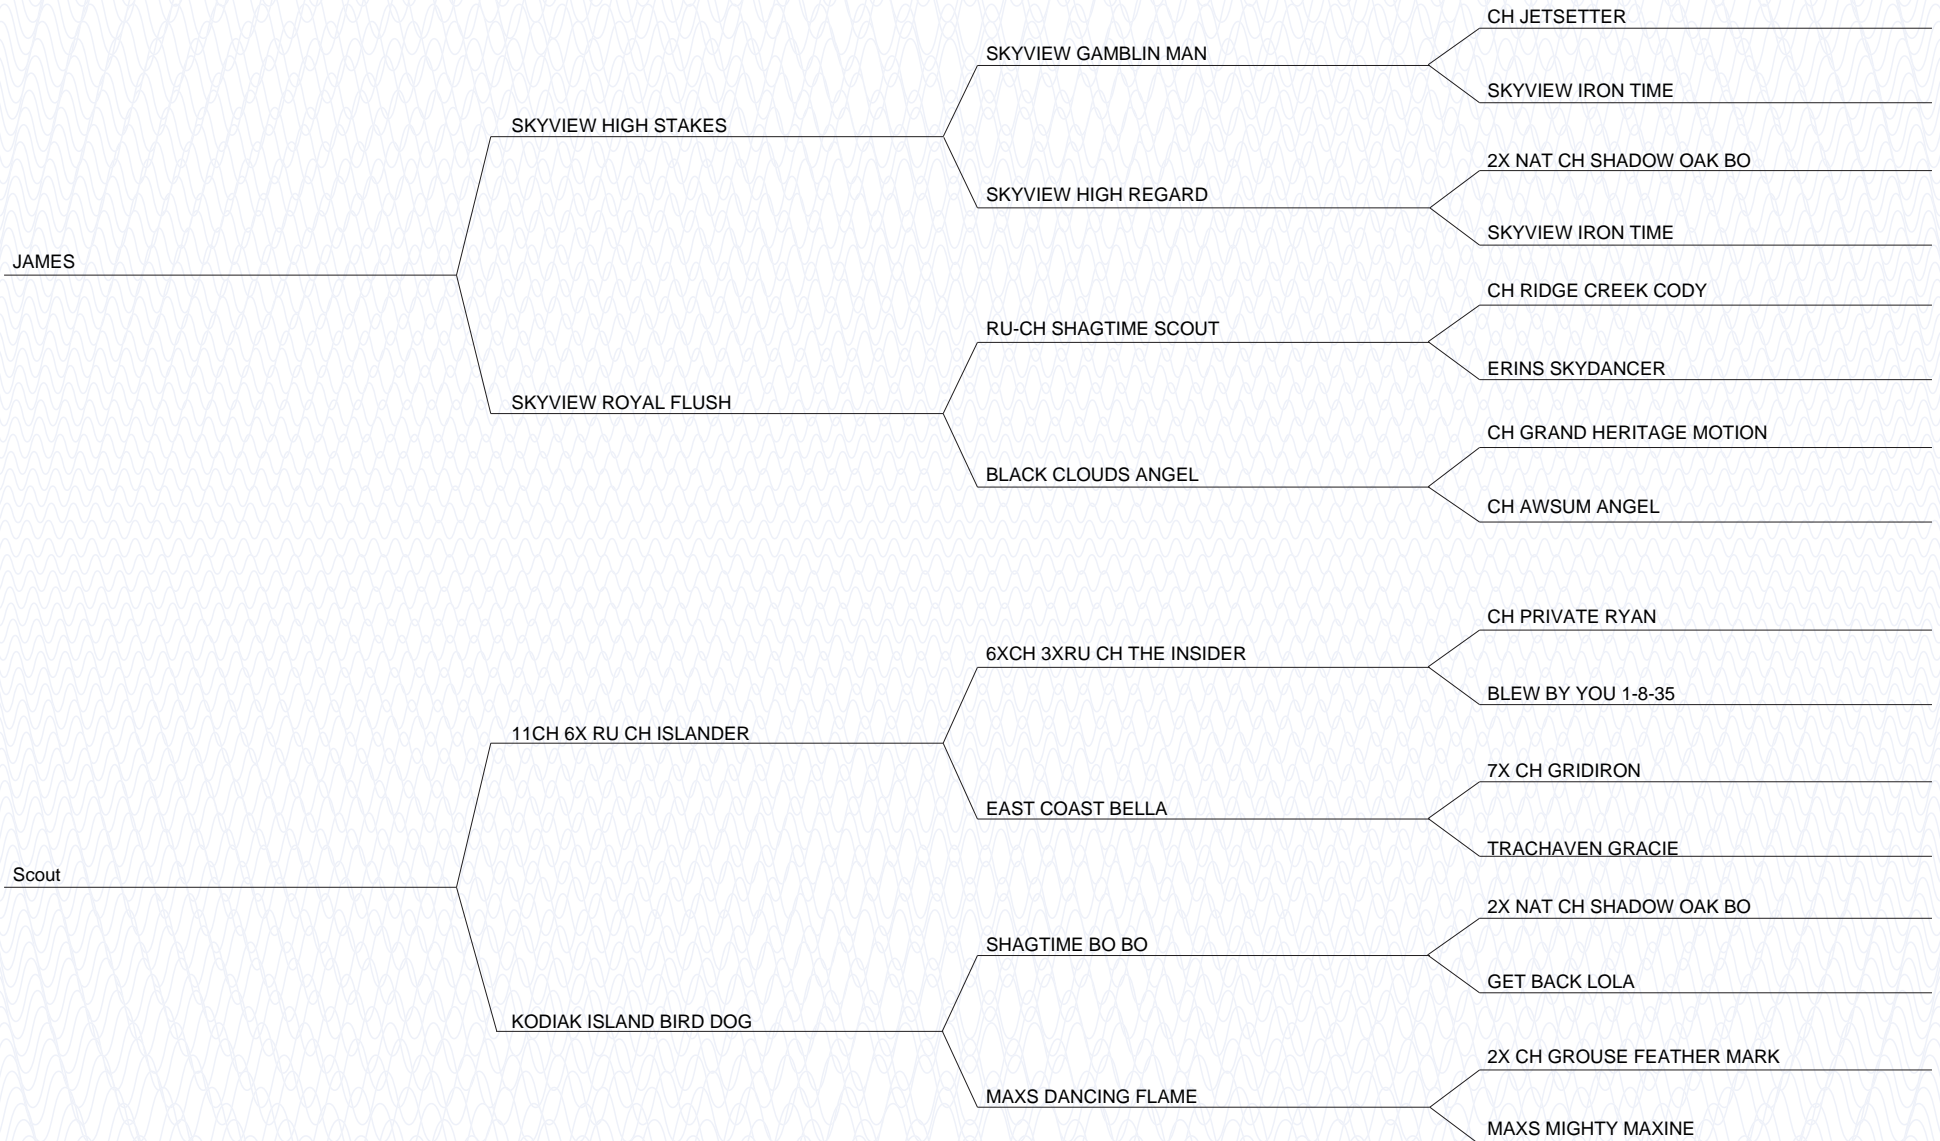 CH JETSETTER
SKYVIEW GAMBLIN MAN
SKYVIEW IRON TIME
SKYVIEW HIGH STAKES
2X NAT CH SHADOW OAK BO
SKYVIEW HIGH REGARD
SKYVIEW IRON TIME
JAMES
CH RIDGE CREEK CODY
RU-CH SHAGTIME SCOUT
ERINS SKYDANCER
SKYVIEW ROYAL FLUSH
CH GRAND HERITAGE MOTION
BLACK CLOUDS ANGEL
CH AWSUM ANGEL
CH PRIVATE RYAN
6XCH 3XRU CH THE INSIDER
BLEW BY YOU 1-8-35
11CH 6X RU CH ISLANDER
7X CH GRIDIRON
EAST COAST BELLA
TRACHAVEN GRACIE
Scout
2X NAT CH SHADOW OAK BO
SHAGTIME BO BO
GET BACK LOLA
KODIAK ISLAND BIRD DOG
2X CH GROUSE FEATHER MARK
MAXS DANCING FLAME
MAXS MIGHTY MAXINE